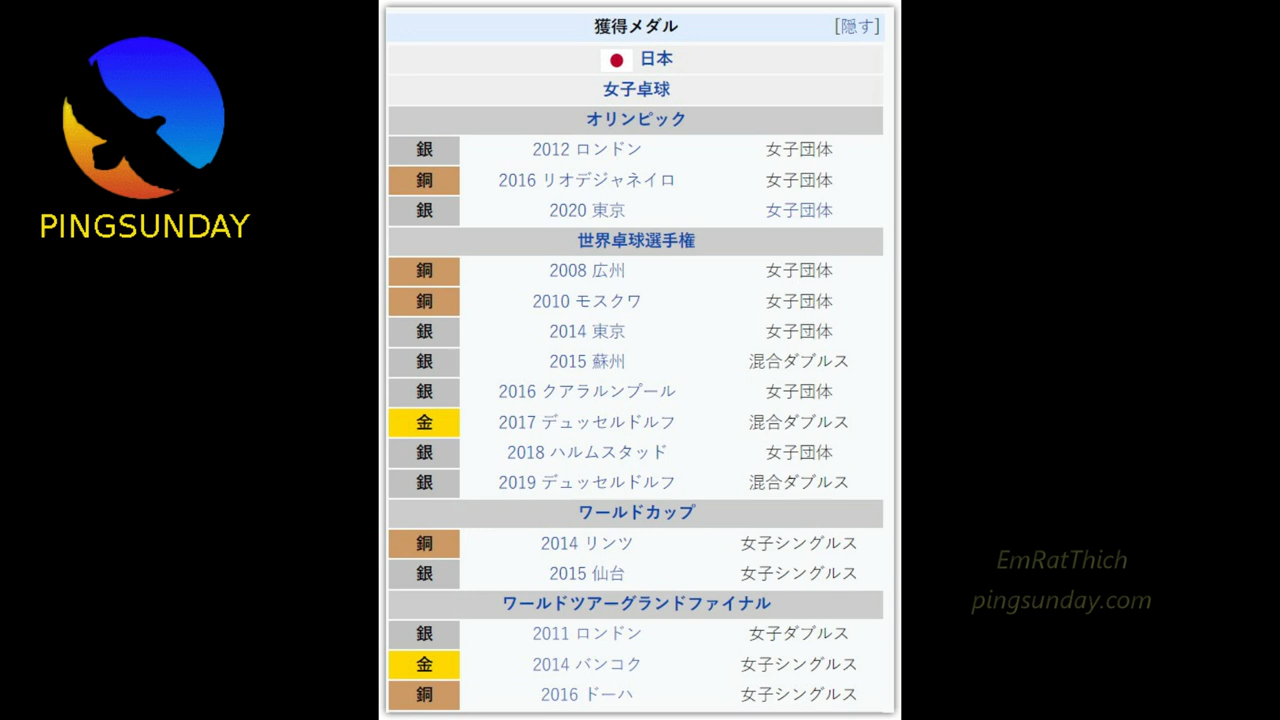 PINGSUNDAY
獲得メダル [隠す]
日本
女子卓球
オリンピック
銀 2012 ロンドン 女子団体
銅 2016 リオデジャネイロ 女子団体
銀 2020 東京 女子団体
世界卓球選手権
銅 2008 広州 女子団体
銅 2010 モスクワ 女子団体
銀 2014 東京 女子団体
銀 2015 蘇州 混合ダブルス
銀 2016 クアラルンプール 女子団体
金 2017 デュッセルドルフ 混合ダブルス
銀 2018 ハルムスタッド 女子団体
銀 2019 デュッセルドルフ 混合ダブルス
ワールドカップ
銅 2014 リンツ 女子シングルス
銀 2015 仙台 女子シングルス
ワールドツアーグランドファイナル
銀 2011 ロンドン 女子ダブルス
金 2014 バンコク 女子シングルス
銅 2016 ドーハ 女子シングルス
EmRatThich
pingsunday.com